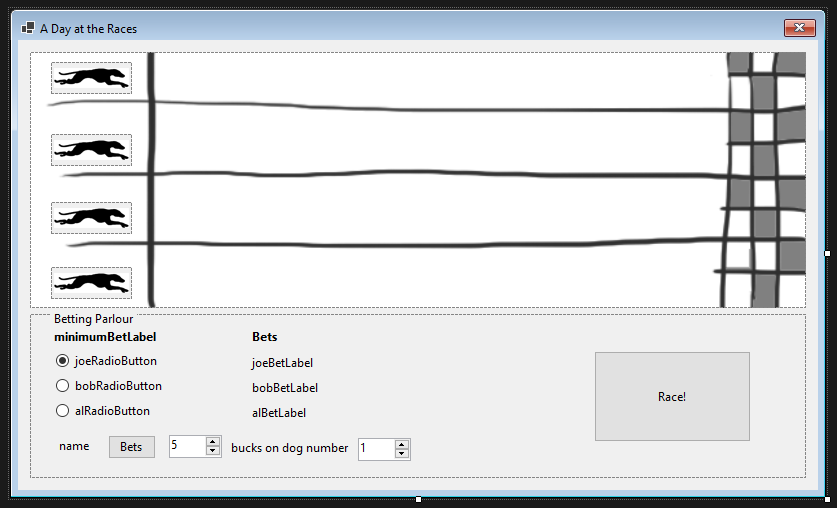 A Day at the Races
Betting Parlour
minimumBetLabel Bets
joeRadioButton joeBetLabel
bobRadioButton bobBetLabel
alRadioButton alBetLabel
Race!
name Bets 5 bucks on dog number 1